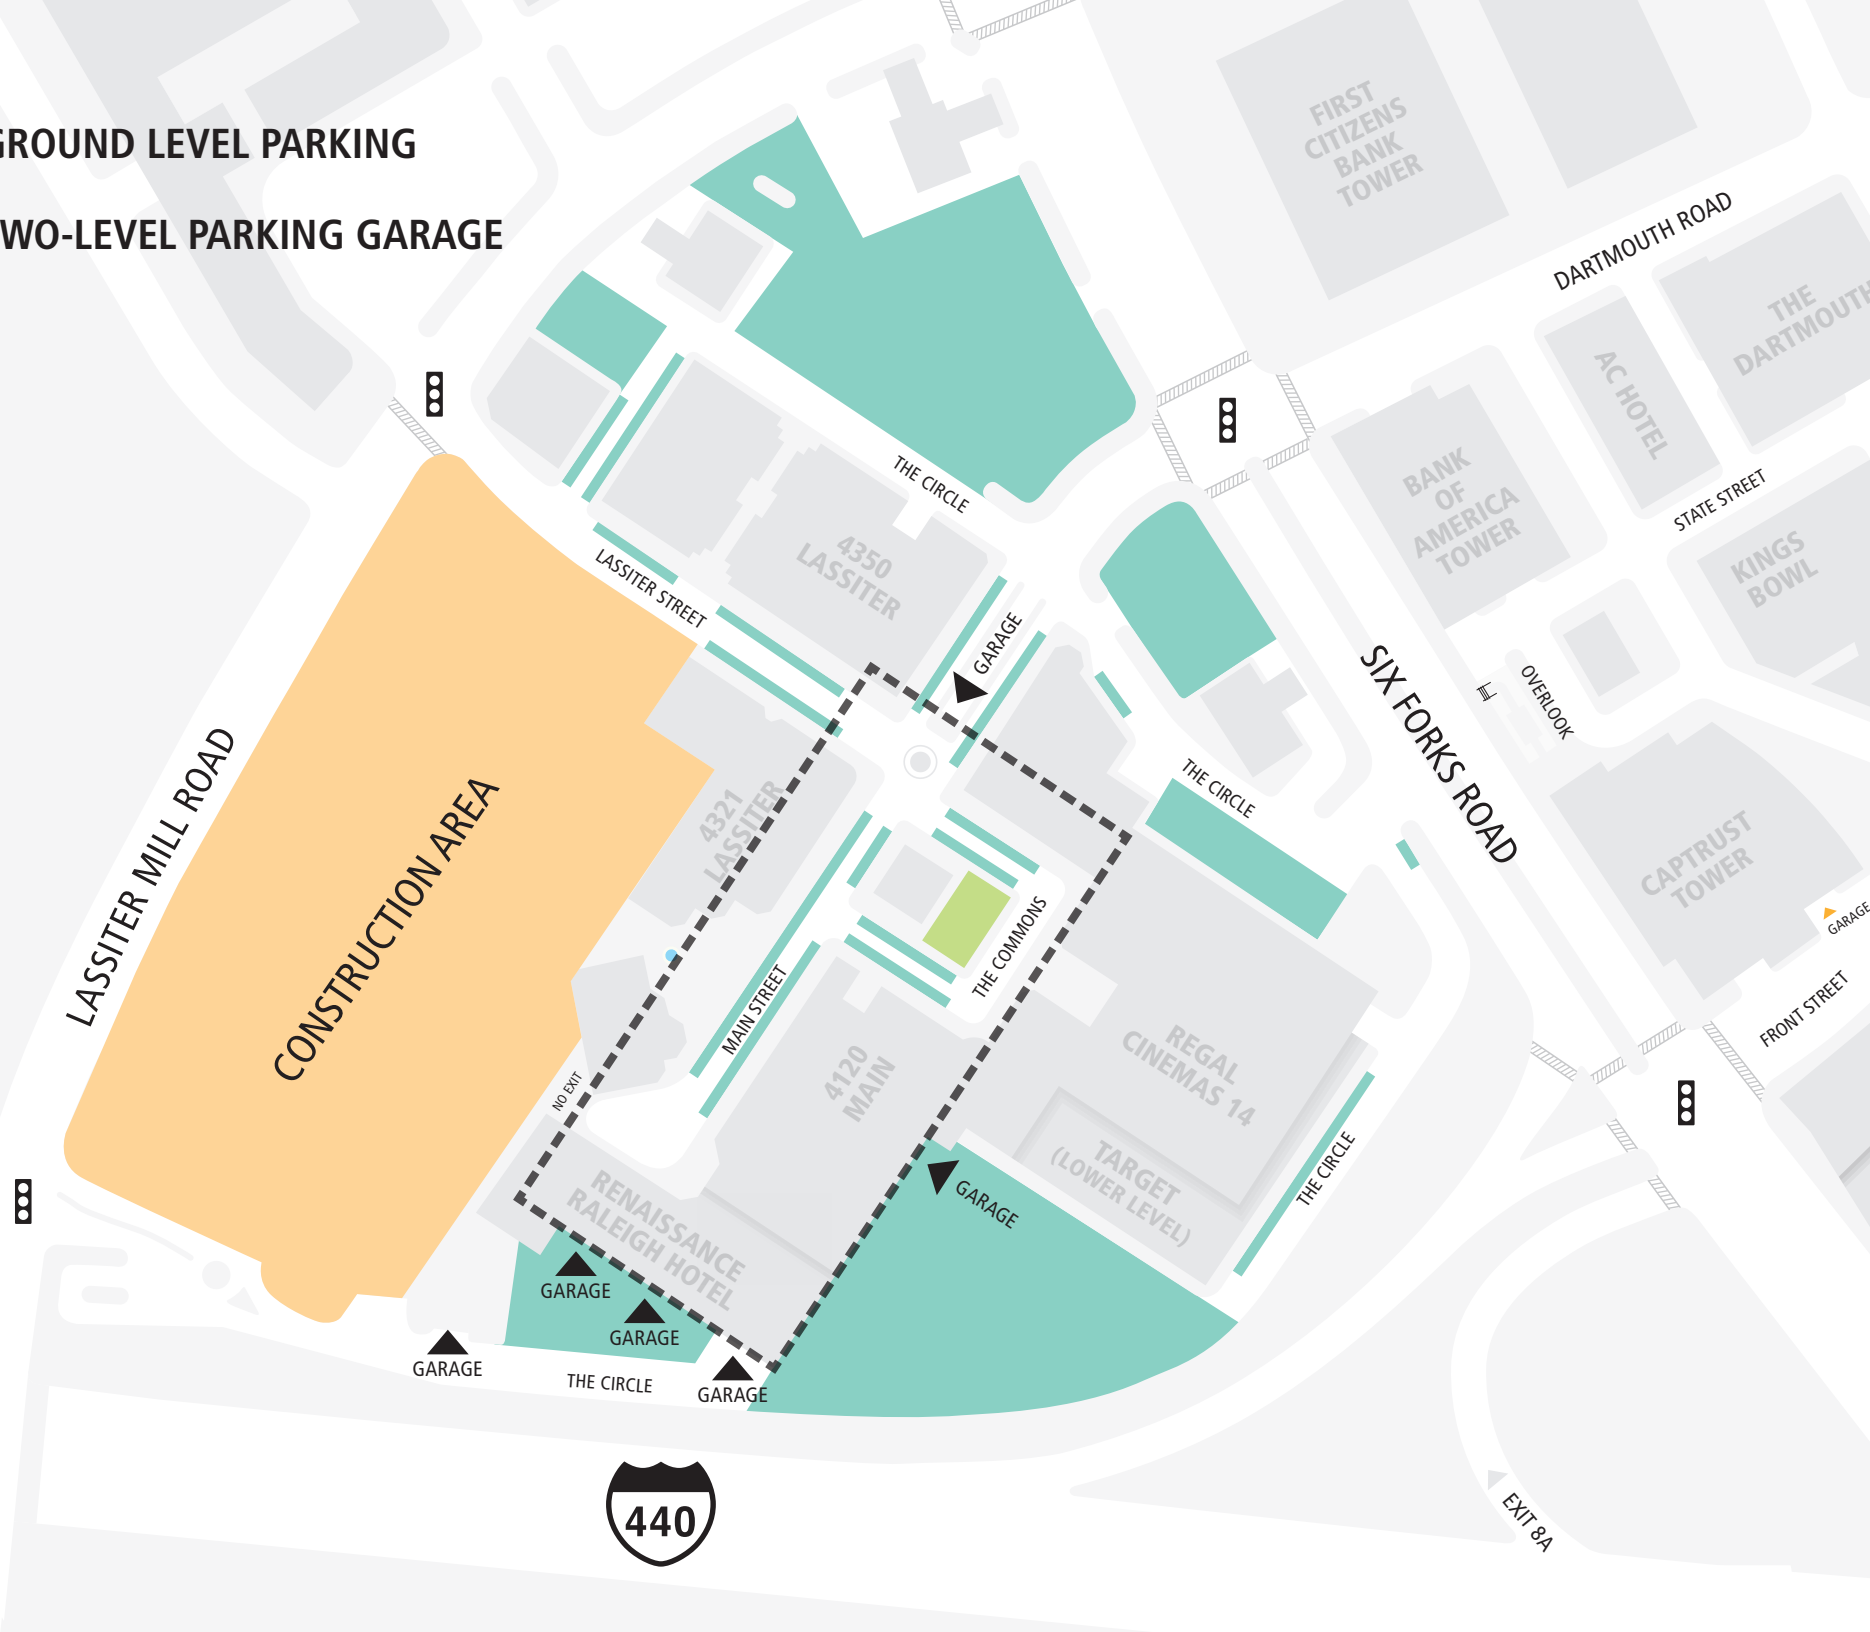 GROUND LEVEL PARKING
WO-LEVEL PARKING GARAGE
FIRST
CITIZENS
BANK
TOWER
DARTMOUTH ROAD
THE
DARTMOUTH
AC HOTEL
BANK
OF
AMERICA
TOWER
STATE STREET
KINGS
BOWL
THE CIRCLE
4350
LASSITER
LASSITER STREET
GARAGE
SIX FORKS ROAD
OVERLOOK
THE CIRCLE
4321
LASSITER
CAPTRUST
TOWER
GARAGE
FRONT STREET
LASSITER MILL ROAD
CONSTRUCTION AREA
THE COMMONS
MAIN STREET
4120
MAIN
REGAL
CINEMAS 14
NO EXIT
TARGET
(LOWER LEVEL)
THE CIRCLE
GARAGE
RENAISSANCE
RALEIGH HOTEL
GARAGE
GARAGE
GARAGE
THE CIRCLE
GARAGE
440
EXIT 8A